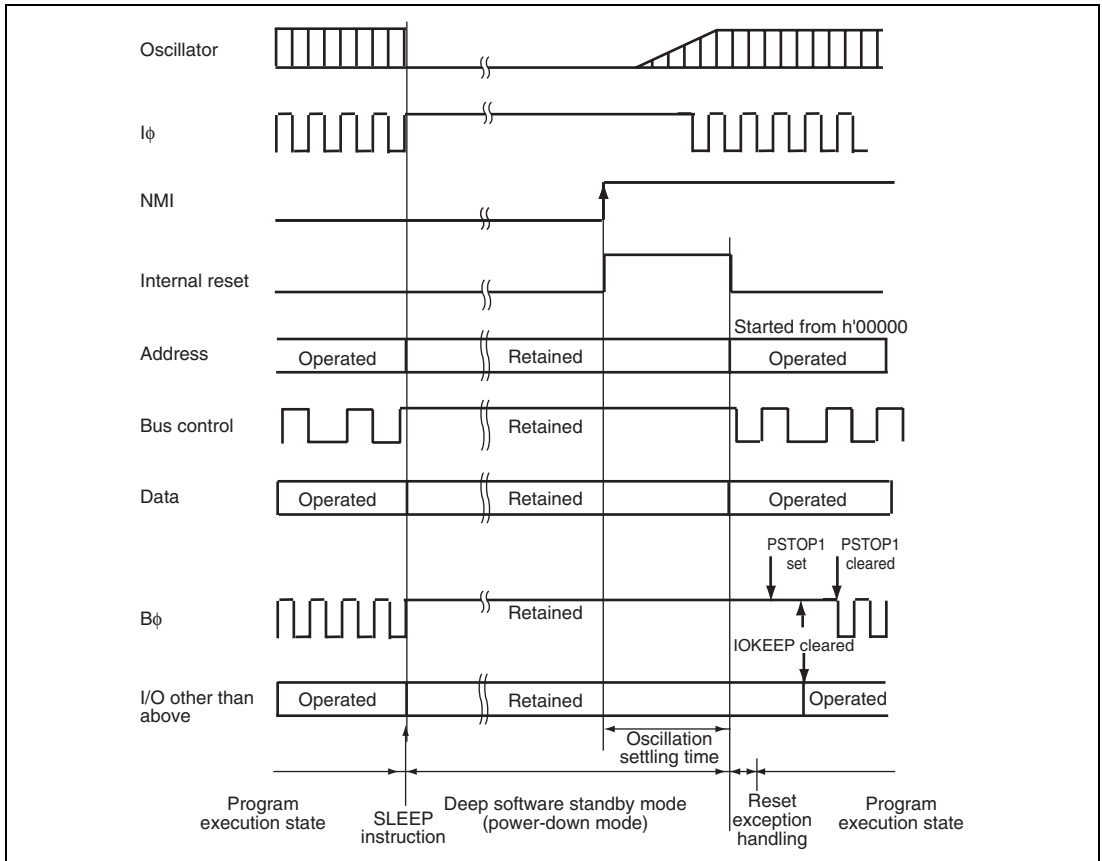 Oscillator
Iϕ
NMI
Internal reset
Started from h'00000
Address
Operated
Retained
Operated
Bus control
Retained
Data
Operated
Retained
Operated
PSTOP1
set
PSTOP1
cleared
Bϕ
Retained
IOKEEP cleared
I/O other than
above
Operated
Retained
Operated
Oscillation
settling time
Program
execution state
SLEEP
instruction
Deep software standby mode
(power-down mode)
Reset
exception
handling
Program
execution state